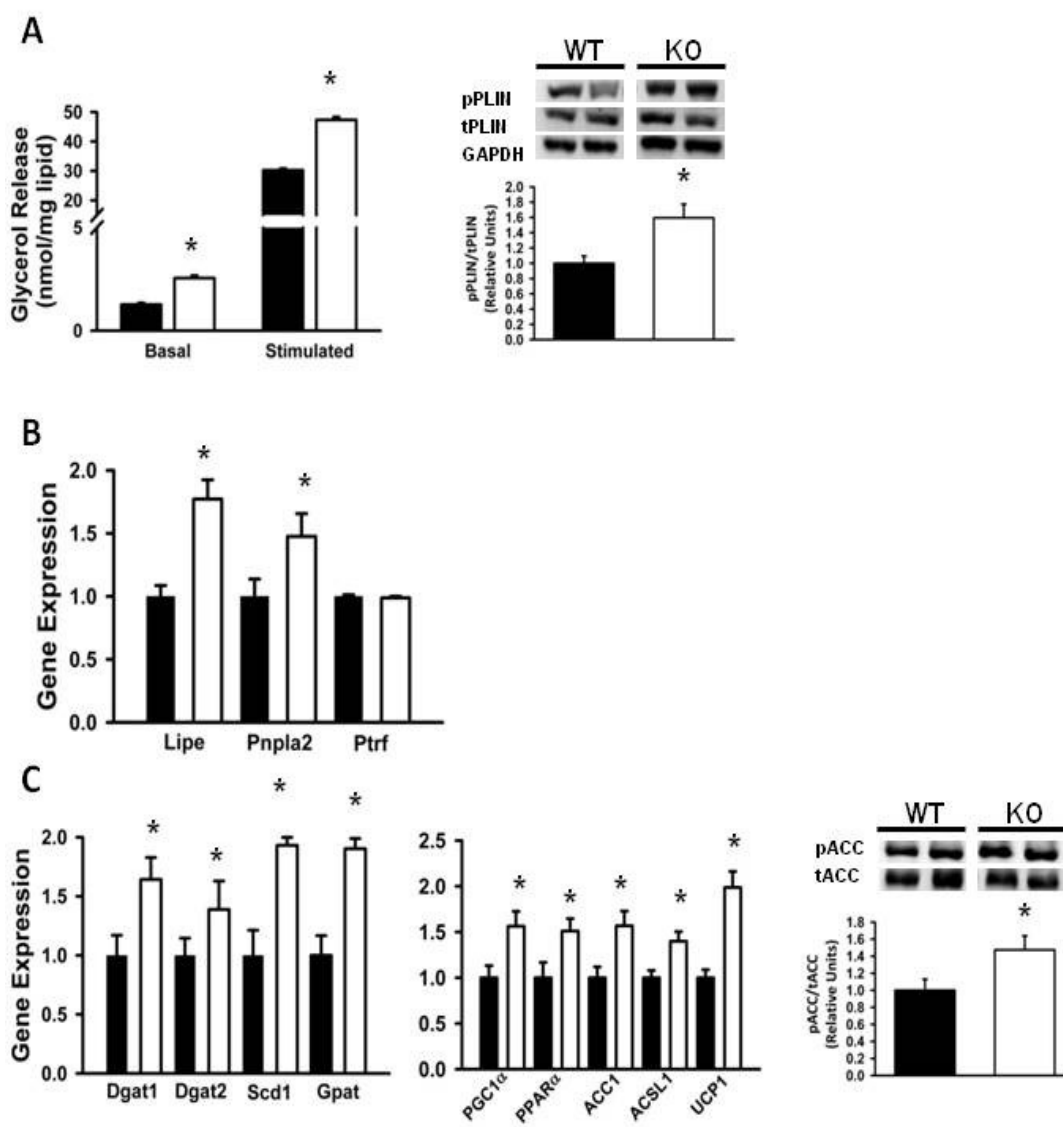 A
*
*
50
40
30
20
5
0
Glycerol Release
(nmol/mg lipid)
Basal
Stimulated
WT
KO
pPLIN
tPLIN
GAPDH
*
2.0
1.8
1.6
1.4
1.2
1.0
0.8
0.6
0.4
0.2
0.0
pPLIN/tPLIN
(Relative Units)
B
*
*
2.0
1.5
1.0
0.5
0.0
Gene Expression
Lipe
Pnpla2
Ptrf
C
*
*
*
*
2.0
1.5
1.0
0.5
0.0
Gene Expression
Dgat1
Dgat2
Scd1
Gpat
*
*
*
*
*
2.5
2.0
1.5
1.0
0.5
0.0
PGC1α
PPARα
ACC1
ACSL1
UCP1
WT
KO
pACC
tACC
*
1.8
1.6
1.4
1.2
1.0
0.8
0.6
0.4
0.2
0.0
pACC/tACC
(Relative Units)